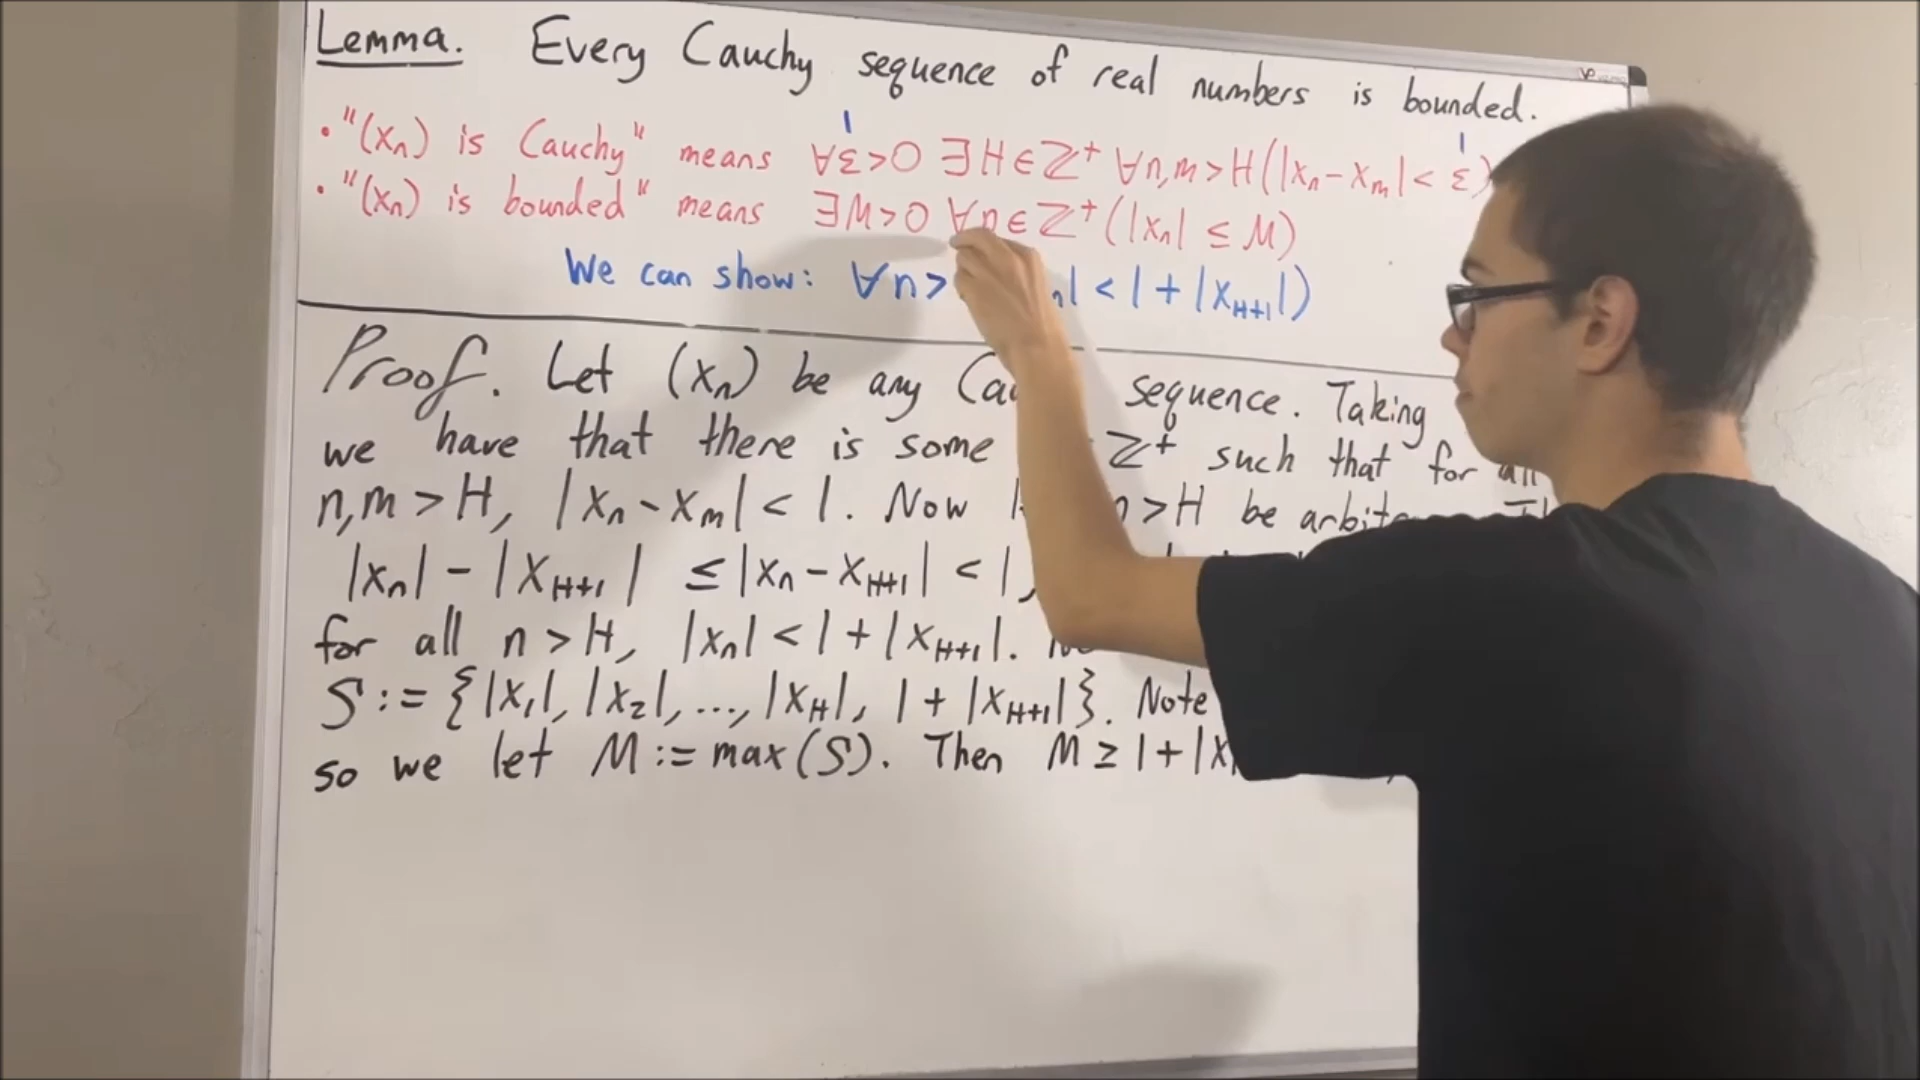 Lemma. Every Cauchy sequence of real numbers is bounded.
• "(xₙ) is Cauchy" means ∀ε>0 ∃H∈ℤ⁺ ∀n,m>H(|xₙ-xₘ|< ε)
1 1
• "(xₙ) is bounded" means ∃M>0 ∀n∈ℤ⁺(|xₙ| ≤ M)
We can show: ∀n> ₙ| < 1 + |x_{H+1}|)
Proof. Let (xₙ) be any sequence. Taking
we have that there is some ℤ⁺ such that for all
n,m > H, |xₙ - xₘ| < 1. Now n>H be
|xₙ| - |x_{H+1}| ≤ |xₙ - x_{H+1}| < 1,
for all n > H, |xₙ| < 1 + |x_{H+1}|.
S := {|x₁|, |x₂|, ..., |x_H|, 1 + |x_{H+1}|}. Note
so we let M := max(S). Then M ≥ 1 + |x